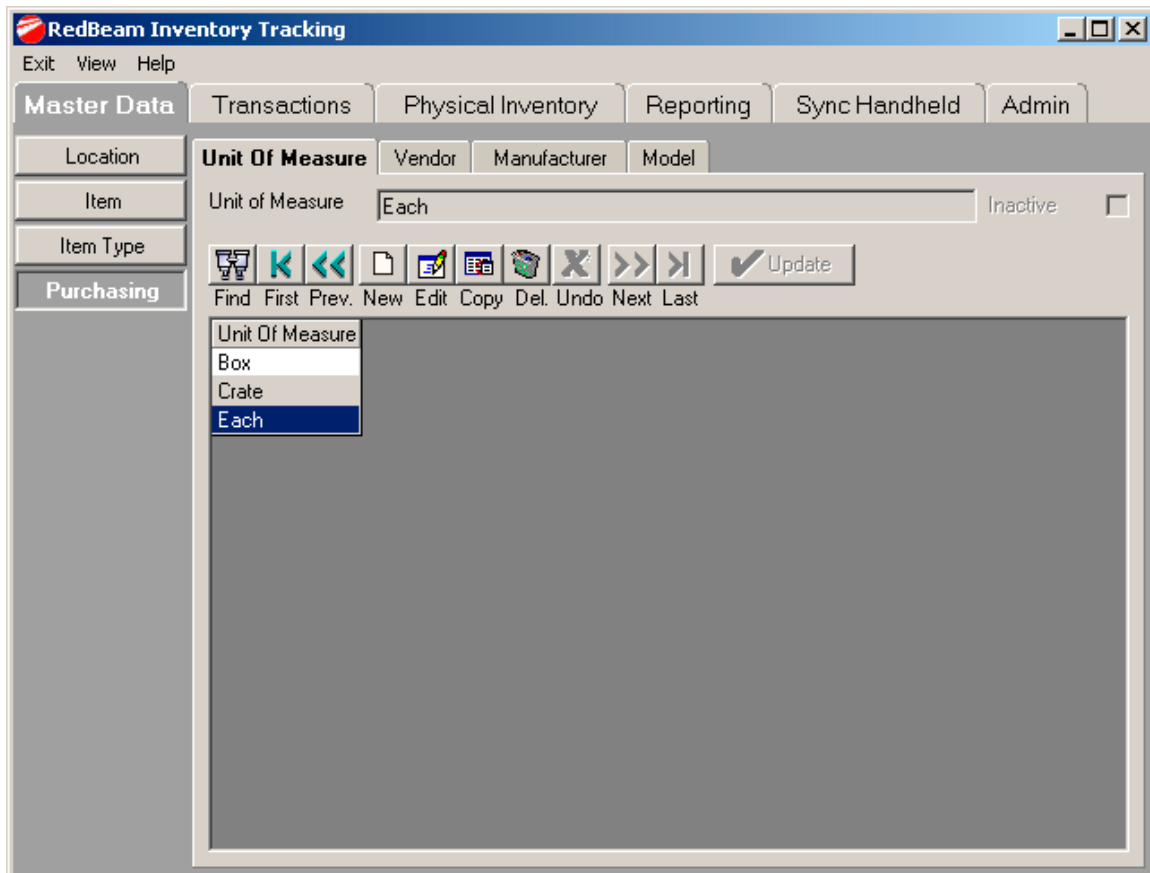 RedBeam Inventory Tracking
Exit View Help
Master Data Transactions Physical Inventory Reporting Sync Handheld Admin
Location
Item
Item Type
Purchasing
Unit Of Measure Vendor Manufacturer Model
Unit of Measure Each Inactive
Update
Find First Prev. New Edit Copy Del. Undo Next Last
Unit Of Measure
Box
Crate
Each